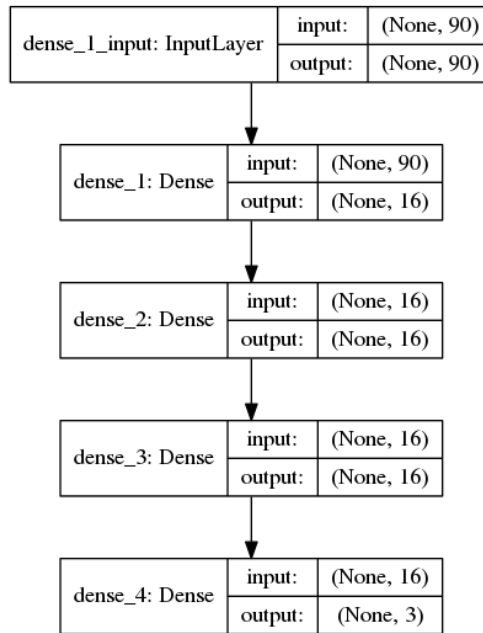 dense_1_input: InputLayer
input: (None, 90)
output: (None, 90)
dense_1: Dense
input: (None, 90)
output: (None, 16)
dense_2: Dense
input: (None, 16)
output: (None, 16)
dense_3: Dense
input: (None, 16)
output: (None, 16)
dense_4: Dense
input: (None, 16)
output: (None, 3)